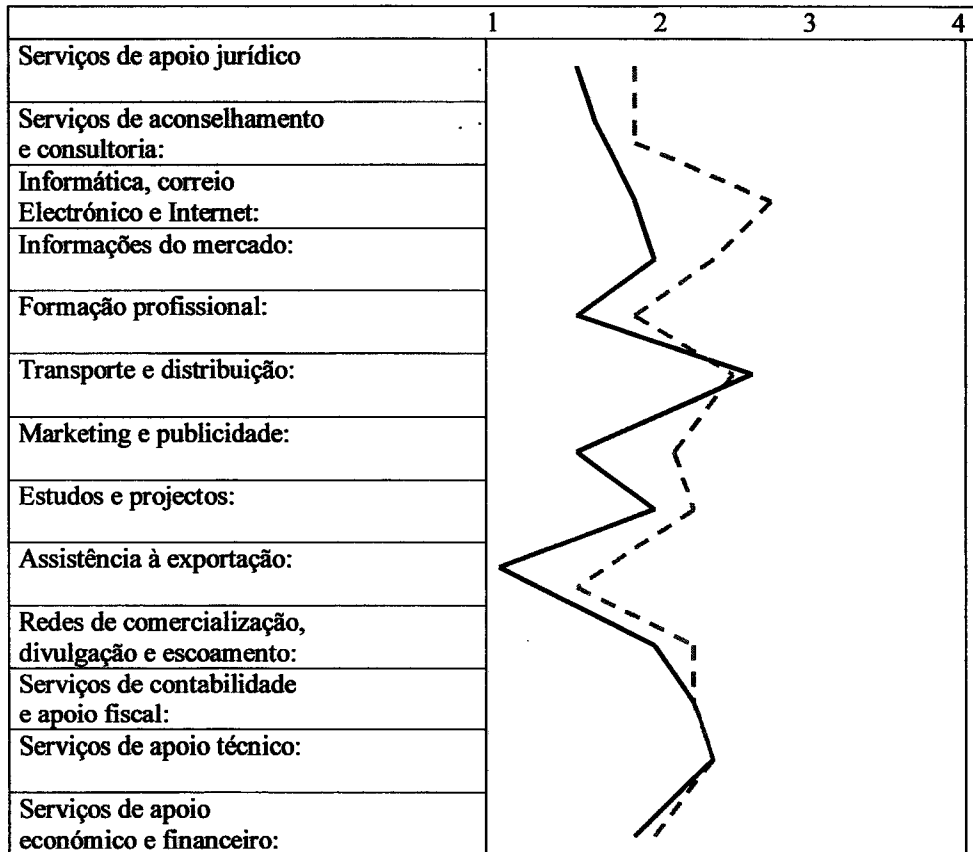 1 2 3 4
Serviços de apoio jurídico
Serviços de aconselhamento
e consultoria:
Informática, correio
Electrónico e Internet:
Informações do mercado:
Formação profissional:
Transporte e distribuição:
Marketing e publicidade:
Estudos e projectos:
Assistência à exportação:
Redes de comercialização,
divulgação e escoamento:
Serviços de contabilidade
e apoio fiscal:
Serviços de apoio técnico:
Serviços de apoio
económico e financeiro: